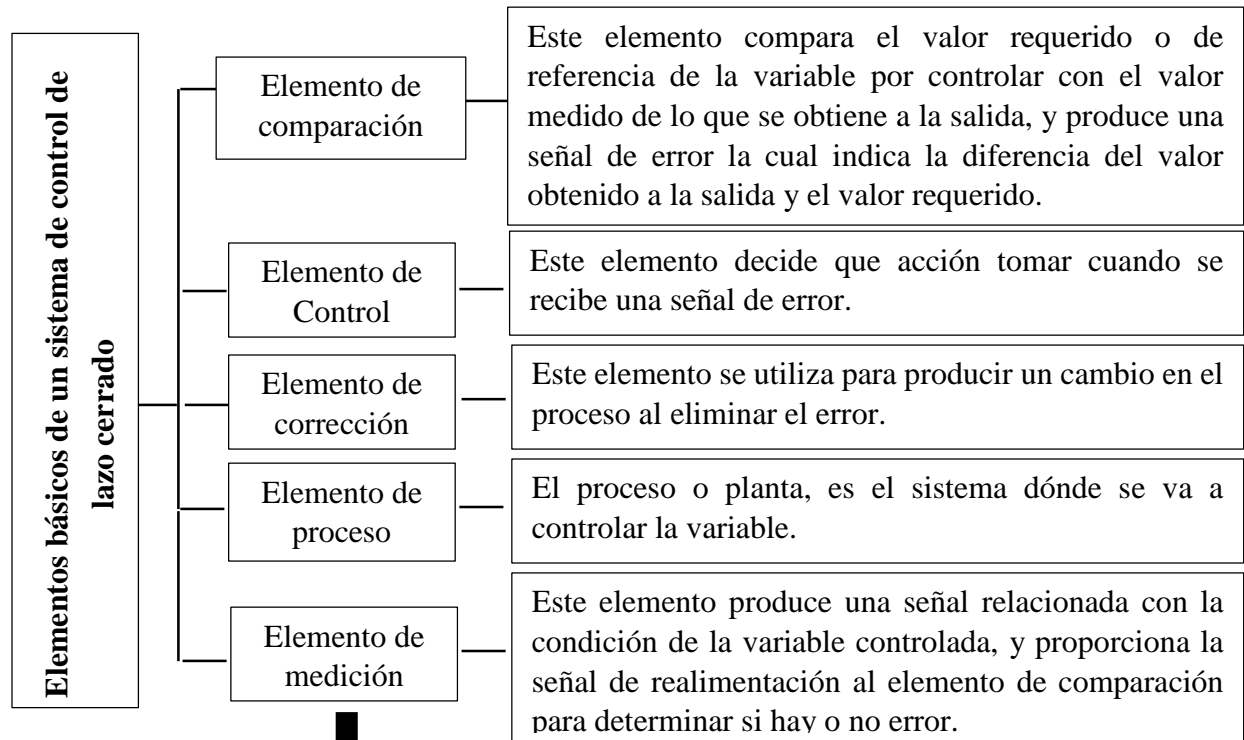 Elementos básicos de un sistema de control de
lazo cerrado
Elemento de
comparación
Este elemento compara el valor requerido o de
referencia de la variable por controlar con el valor
medido de lo que se obtiene a la salida, y produce una
señal de error la cual indica la diferencia del valor
obtenido a la salida y el valor requerido.
Elemento de
Control
Este elemento decide que acción tomar cuando se
recibe una señal de error.
Elemento de
corrección
Este elemento se utiliza para producir un cambio en el
proceso al eliminar el error.
Elemento de
proceso
El proceso o planta, es el sistema dónde se va a
controlar la variable.
Elemento de
medición
Este elemento produce una señal relacionada con la
condición de la variable controlada, y proporciona la
señal de realimentación al elemento de comparación
para determinar si hay o no error.